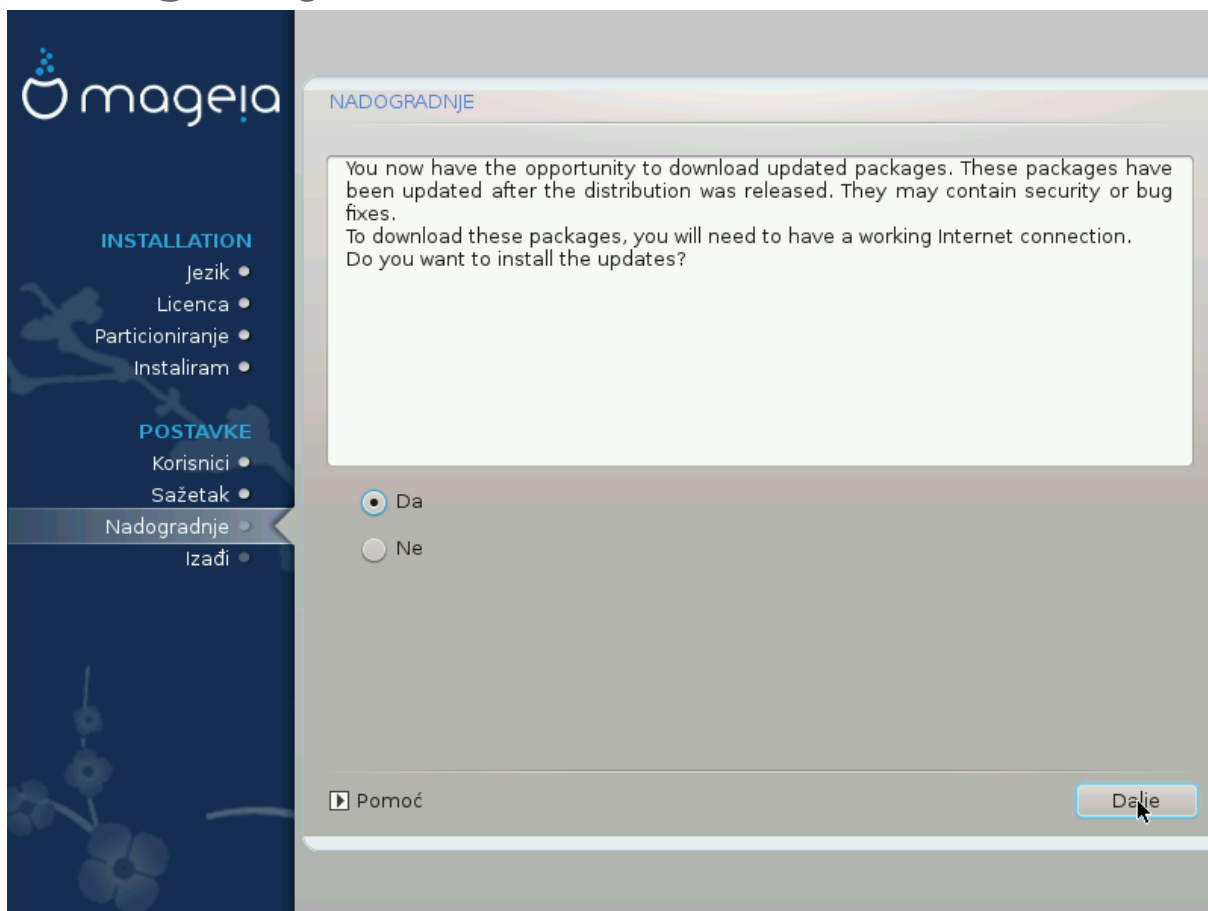 mageia
INSTALLATION
Jezik
Licenca
Particioniranje
Instaliram
POSTAVKE
Korisnici
Sažetak
Nadogradnje
Izađi
NADOGRADNJE
You now have the opportunity to download updated packages. These packages have
been updated after the distribution was released. They may contain security or bug
fixes.
To download these packages, you will need to have a working Internet connection.
Do you want to install the updates?
Da
Ne
Pomoć
Dalje